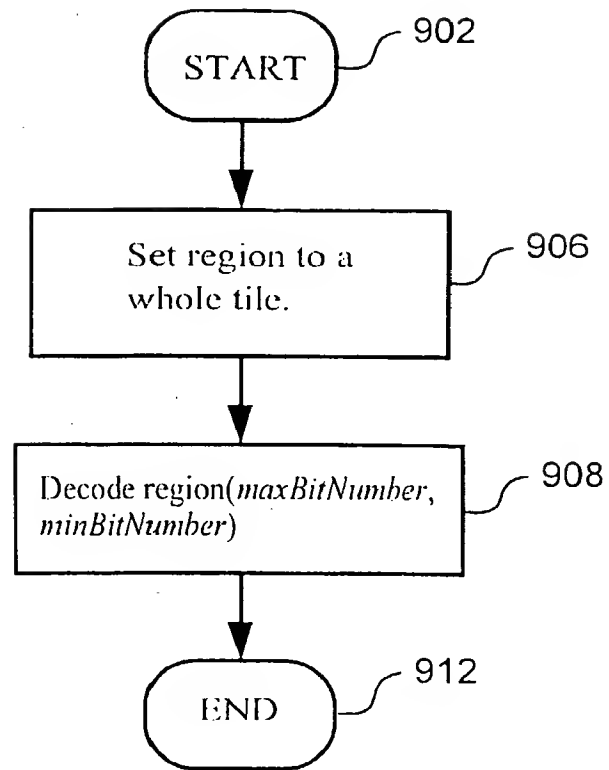 START
902
Set region to a
whole tile.
906
Decode region(maxBitNumber,
minBitNumber)
908
END
912